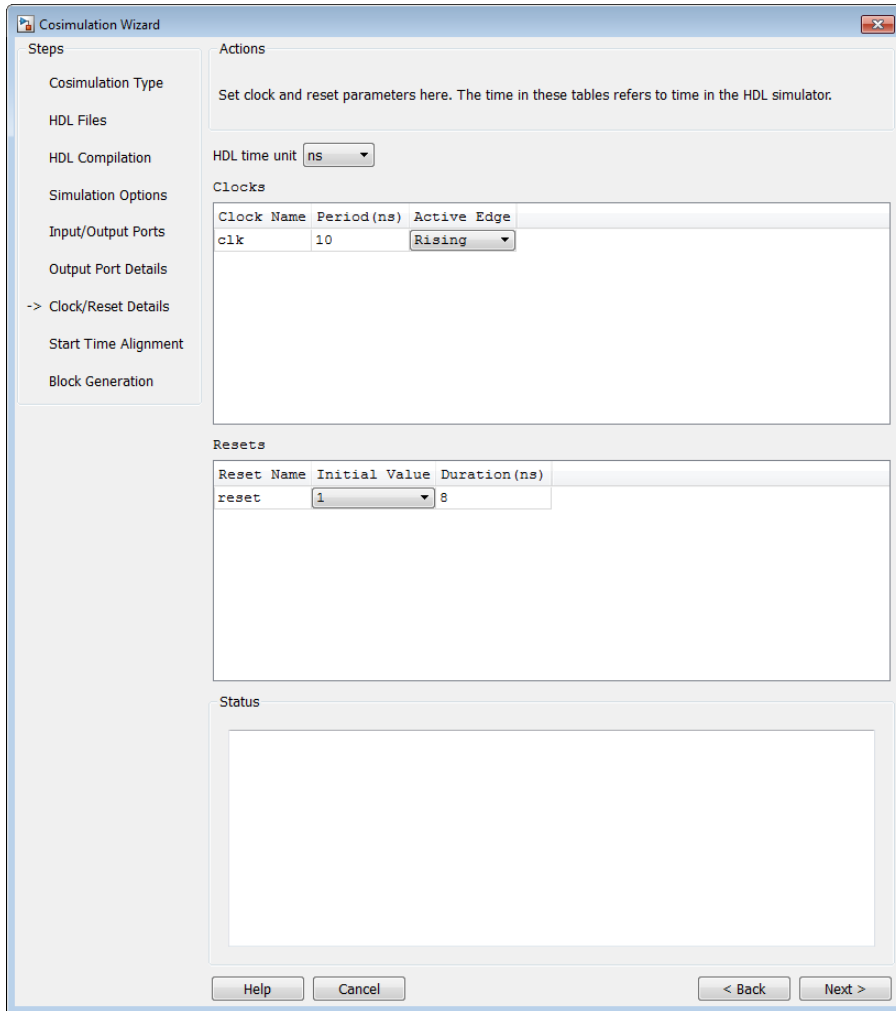 Cosimulation Wizard
Steps
Cosimulation Type
HDL Files
HDL Compilation
Simulation Options
Input/Output Ports
Output Port Details
-> Clock/Reset Details
Start Time Alignment
Block Generation
Actions
Set clock and reset parameters here. The time in these tables refers to time in the HDL simulator.
HDL time unit ns
Clocks
Clock Name Period(ns) Active Edge
clk 10 Rising
Resets
Reset Name Initial Value Duration(ns)
reset 1 8
Status
Help Cancel < Back Next >